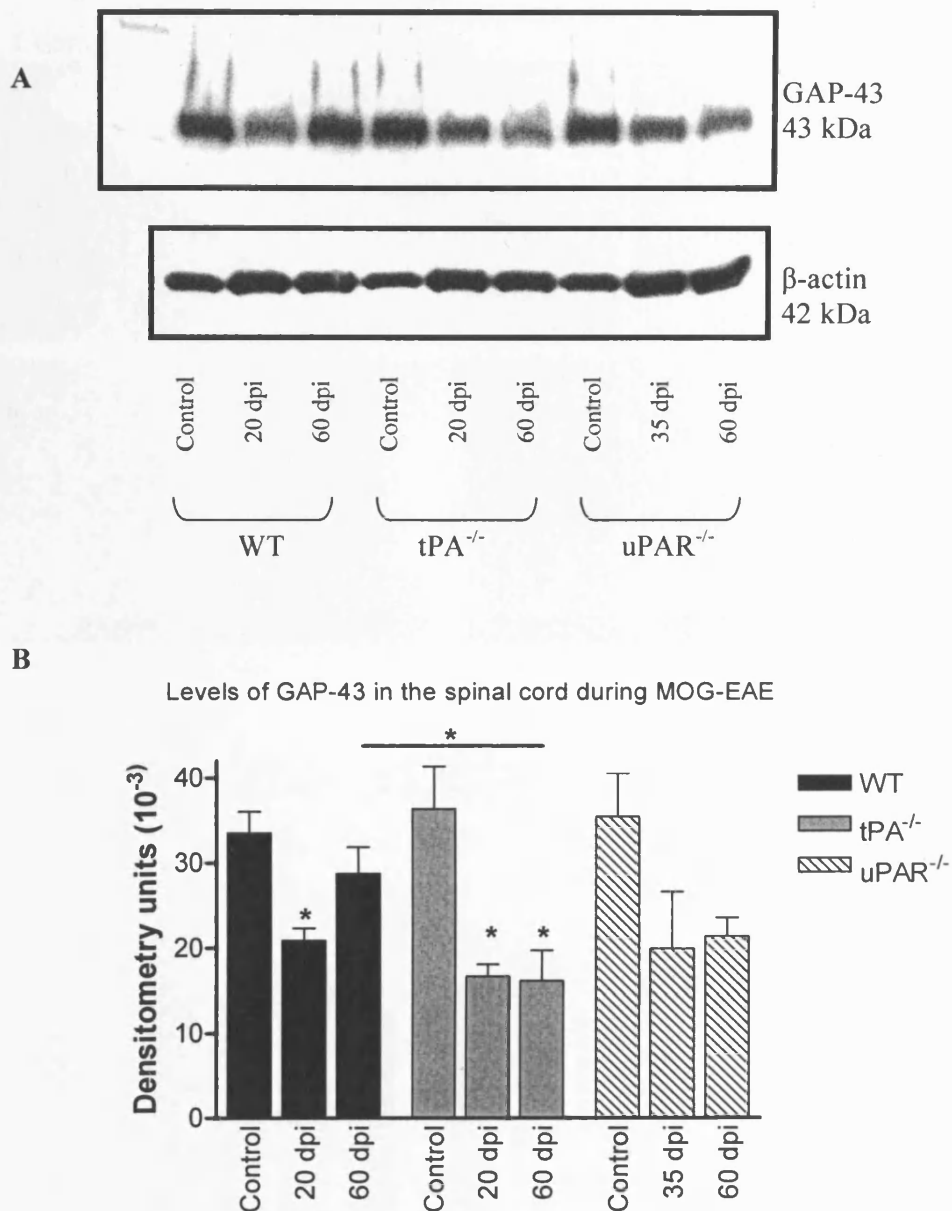 A
GAP-43
43 kDa
β-actin
42 kDa
Control
20 dpi
60 dpi
Control
20 dpi
60 dpi
Control
35 dpi
60 dpi
WT
tPA-/-
uPAR-/-
B
Levels of GAP-43 in the spinal cord during MOG-EAE
Densitometry units (10-3)
40
30
20
10
0
*
*
*
*
WT
tPA-/-
uPAR-/-
Control
20 dpi
60 dpi
Control
20 dpi
60 dpi
Control
35 dpi
60 dpi